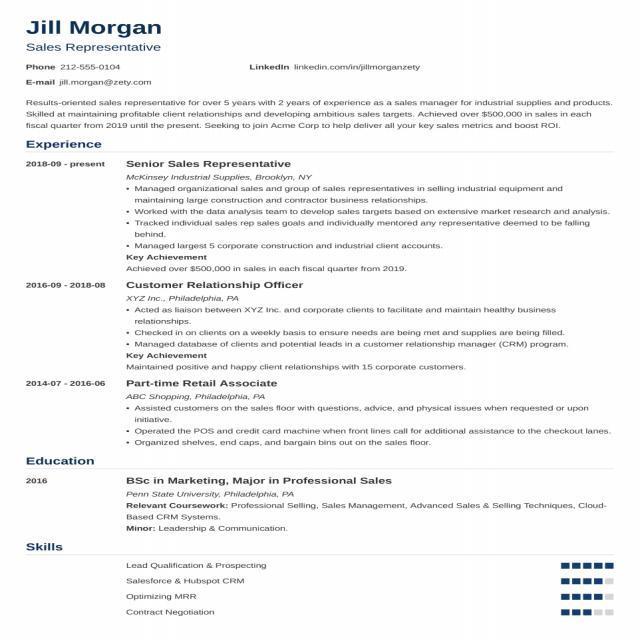 Jill Morgan
Sales Representative
Phone 212-555-0104 LinkedIn linkedin.com/in/jillmorganzety
E-mail jill.morgan@zety.com
Results-oriented sales representative for over 5 years with 2 years of experience as a sales manager for industrial supplies and products.
Skilled at maintaining profitable client relationships and developing ambitious sales targets. Achieved over $500,000 in sales in each
fiscal quarter from 2019 until the present. Seeking to join Acme Corp to help deliver all your key sales metrics and boost ROI.
Experience
2018-09 - present Senior Sales Representative
McKinsey Industrial Supplies, Brooklyn, NY
• Managed organizational sales and group of sales representatives in selling industrial equipment and
maintaining large construction and contractor business relationships.
• Worked with the data analysis team to develop sales targets based on extensive market research and analysis.
• Tracked individual sales rep sales goals and individually mentored any representative deemed to be falling
behind.
• Managed largest 5 corporate construction and industrial client accounts.
Key Achievement
Achieved over $500,000 in sales in each fiscal quarter from 2019.
2016-09 - 2018-08 Customer Relationship Officer
XYZ Inc., Philadelphia, PA
• Acted as liaison between XYZ Inc. and corporate clients to facilitate and maintain healthy business
relationships.
• Checked in on clients on a weekly basis to ensure needs are being met and supplies are being filled.
• Managed database of clients and potential leads in a customer relationship manager (CRM) program.
Key Achievement
Maintained positive and happy client relationships with 15 corporate customers.
2014-07 - 2016-06 Part-time Retail Associate
ABC Shopping, Philadelphia, PA
• Assisted customers on the sales floor with questions, advice, and physical issues when requested or upon
initiative.
• Operated the POS and credit card machine when front lines call for additional assistance to the checkout lanes.
• Organized shelves, end caps, and bargain bins out on the sales floor.
Education
2016 BSc in Marketing, Major in Professional Sales
Penn State University, Philadelphia, PA
Relevant Coursework: Professional Selling, Sales Management, Advanced Sales & Selling Techniques, Cloud-
Based CRM Systems.
Minor: Leadership & Communication.
Skills
Lead Qualification & Prospecting
Salesforce & Hubspot CRM
Optimizing MRR
Contract Negotiation